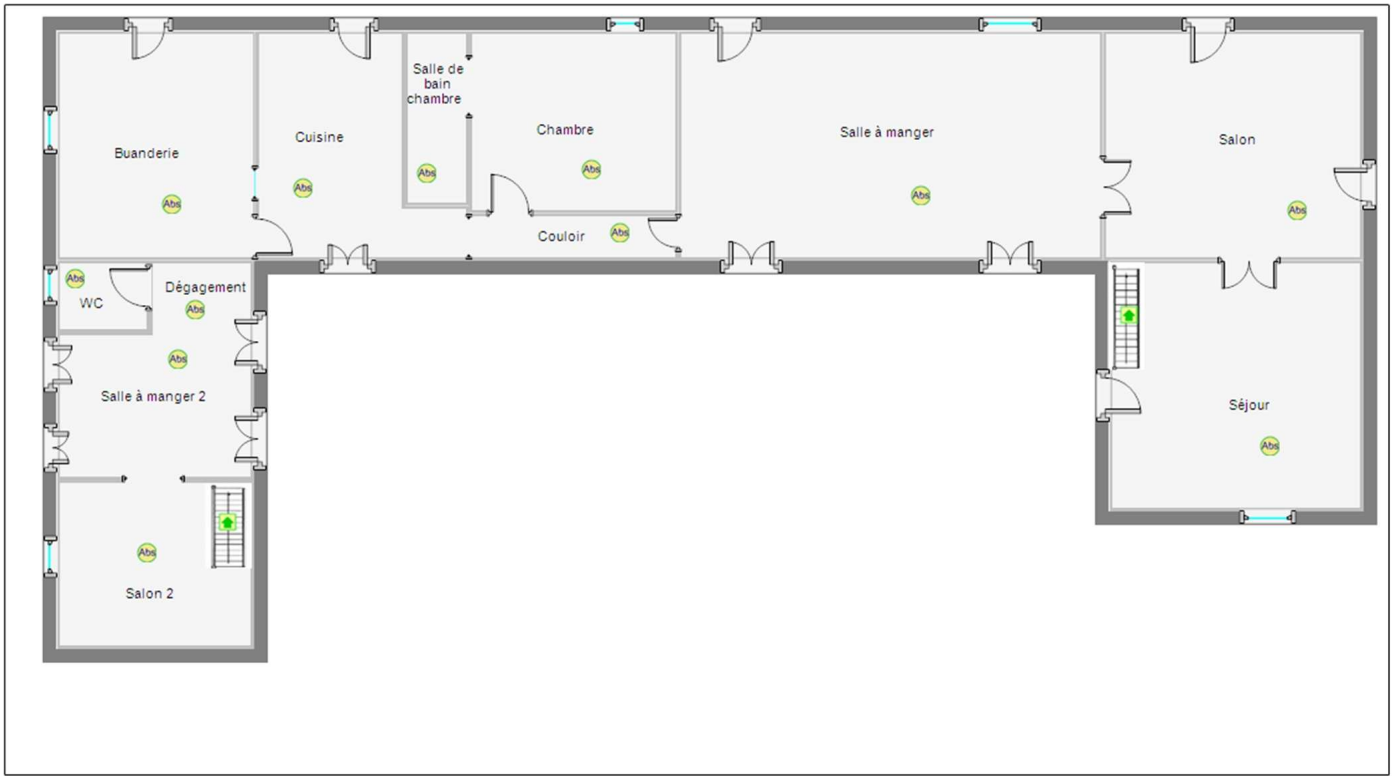 Salle de
bain
chambre
Chambre
Salle à manger
Salon
Cuisine
Buanderie
Abs
Abs
Abs
Abs
Abs
Abs
Abs
Couloir
Abs
Abs
WC
Dégagement
Abs
Abs
Salle à manger 2
Séjour
Abs
Abs
Salon 2